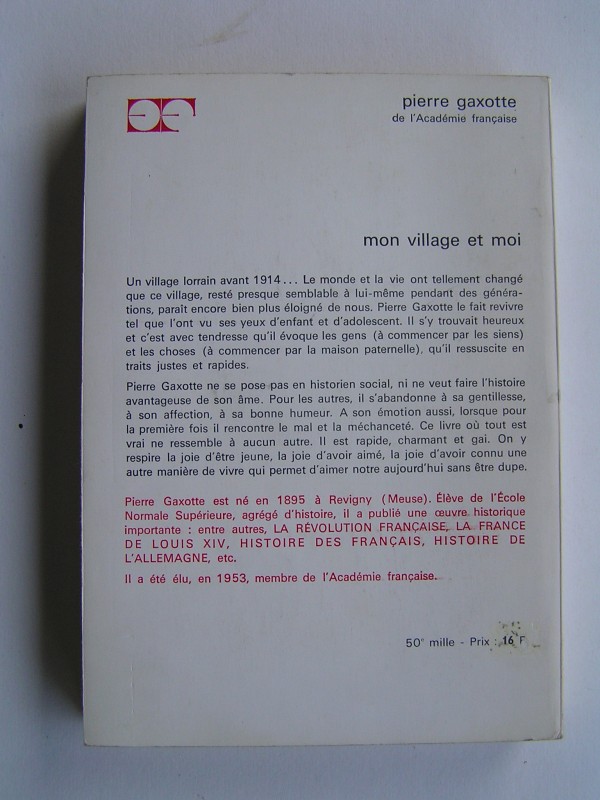 pierre gaxotte
de l'Académie française
mon village et moi
Un village lorrain avant 1914... Le monde et la vie ont tellement changé
que ce village, resté presque semblable à lui-même pendant des généra-
tions, paraît encore bien plus éloigné de nous. Pierre Gaxotte le fait revivre
tel que l'ont vu ses yeux d'enfant et d'adolescent. Il s'y trouvait heureux
et c'est avec tendresse qu'il évoque les gens (à commencer par les siens)
et les choses (à commencer par la maison paternelle), qu'il ressuscite en
traits justes et rapides.
Pierre Gaxotte ne se pose pas en historien social, ni ne veut faire l'histoire
avantageuse de son âme. Pour les autres, il s'abandonne à sa gentillesse,
à son affection, à sa bonne humeur. A son émotion aussi, lorsque pour
la première fois il rencontre le mal et la méchanceté. Ce livre où tout est
vrai ne ressemble à aucun autre. Il est rapide, charmant et gai. On y
respire la joie d'être jeune, la joie d'avoir aimé, la joie d'avoir connu une
autre manière de vivre qui permet d'aimer notre aujourd'hui sans être dupe.
Pierre Gaxotte est né en 1895 à Revigny (Meuse). Élève de l'École
Normale Supérieure, agrégé d'histoire, il a publié une œuvre historique
importante : entre autres, LA RÉVOLUTION FRANÇAISE, LA FRANCE
DE LOUIS XIV, HISTOIRE DES FRANÇAIS, HISTOIRE DE
L'ALLEMAGNE, etc.
Il a été élu, en 1953, membre de l'Académie française.
50e mille - Prix : 16 F